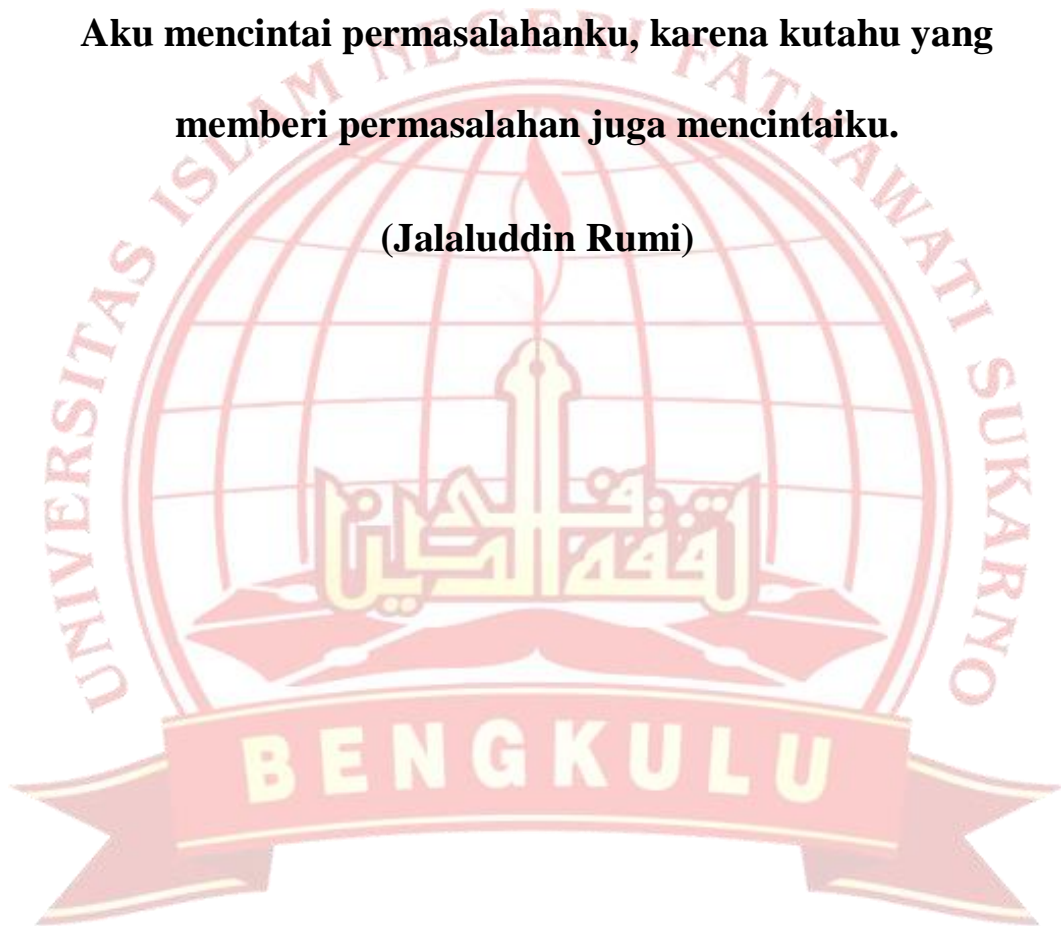 Aku mencintai permasalahanku, karena kutahu yang
memberi permasalahan juga mencintaiku.
(Jalaluddin Rumi)
UNIVERSITAS ISLAM NEGERI FATMAWATI SUKARNO
BENGKULU